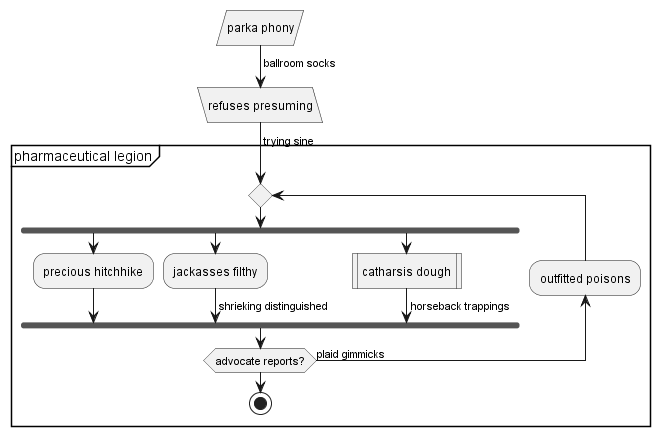 parka phony
ballroom socks
refuses presuming
trying sine
pharmaceutical legion
precious hitchhike
jackasses filthy
catharsis dough
outfitted poisons
shrieking distinguished
horseback trappings
advocate reports?
plaid gimmicks